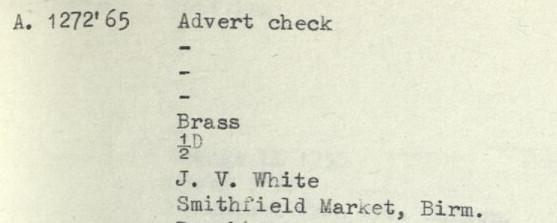 A. 1272'65 Advert check
-
-
-
Brass
½D
J. V. White
Smithfield Market, Birm.